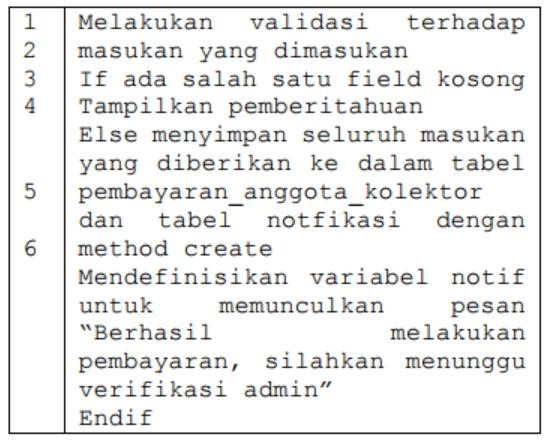 1 Melakukan validasi terhadap
2 masukan yang dimasukan
3 If ada salah satu field kosong
4 Tampilkan pemberitahuan
Else menyimpan seluruh masukan
yang diberikan ke dalam tabel
5 pembayaran_anggota_kolektor
dan tabel notfikasi dengan
6 method create
Mendefinisikan variabel notif
untuk memunculkan pesan
“Berhasil melakukan
pembayaran, silahkan menunggu
verifikasi admin”
Endif